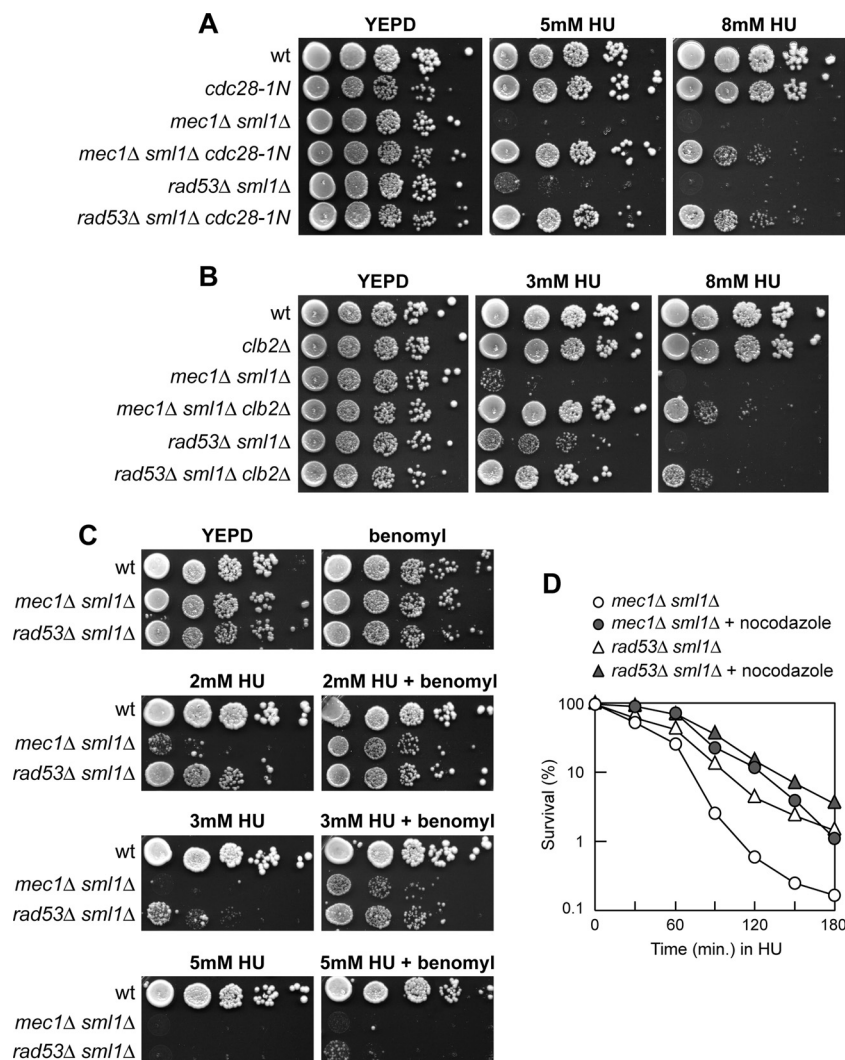 A
YEPD 5mM HU 8mM HU
wt
cdc28-1N
mec1Δ sml1Δ
mec1Δ sml1Δ cdc28-1N
rad53Δ sml1Δ
rad53Δ sml1Δ cdc28-1N
B
YEPD 3mM HU 8mM HU
wt
clb2Δ
mec1Δ sml1Δ
mec1Δ sml1Δ clb2Δ
rad53Δ sml1Δ
rad53Δ sml1Δ clb2Δ
C
YEPD benomyl
wt
mec1Δ sml1Δ
rad53Δ sml1Δ
2mM HU 2mM HU + benomyl
wt
mec1Δ sml1Δ
rad53Δ sml1Δ
3mM HU 3mM HU + benomyl
wt
mec1Δ sml1Δ
rad53Δ sml1Δ
5mM HU 5mM HU + benomyl
wt
mec1Δ sml1Δ
rad53Δ sml1Δ
D
mec1Δ sml1Δ
mec1Δ sml1Δ + nocodazole
rad53Δ sml1Δ
rad53Δ sml1Δ + nocodazole
Survival (%)
100
10
1
0.1
0 60 120 180
Time (min.) in HU